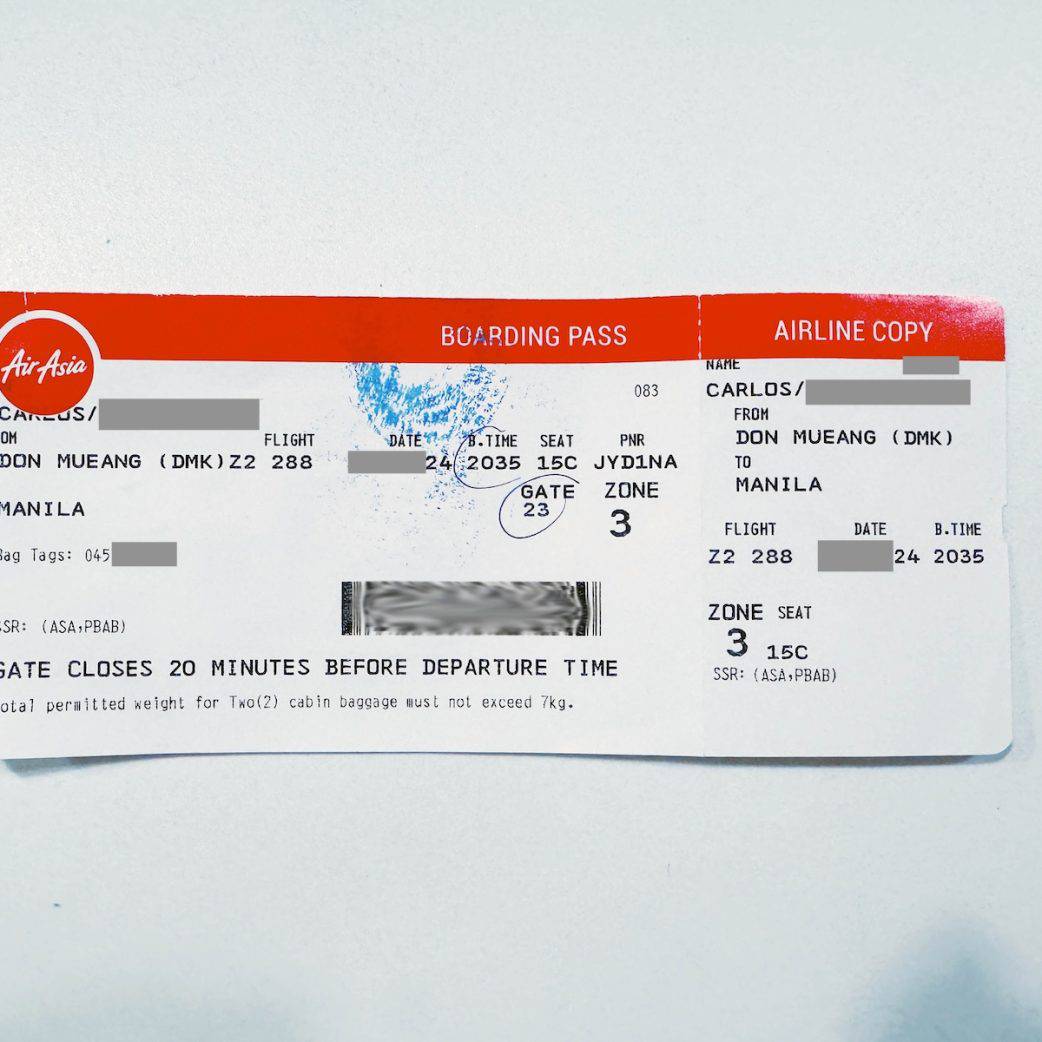 BOARDING PASS
AirAsia
083
CARLOS/
OM FLIGHT DATE B.TIME SEAT PNR
DON MUEANG (DMK)Z2 288 24 2035 15C JYD1NA
GATE ZONE
MANILA 23 3
Bag Tags: 045
SSR: (ASA,PBAB)
GATE CLOSES 20 MINUTES BEFORE DEPARTURE TIME
otal permitted weight for Two(2) cabin baggage must not exceed 7kg.
AIRLINE COPY
NAME
CARLOS/
FROM
DON MUEANG (DMK)
TO
MANILA
FLIGHT DATE B.TIME
Z2 288 24 2035
ZONE SEAT
3 15C
SSR: (ASA,PBAB)